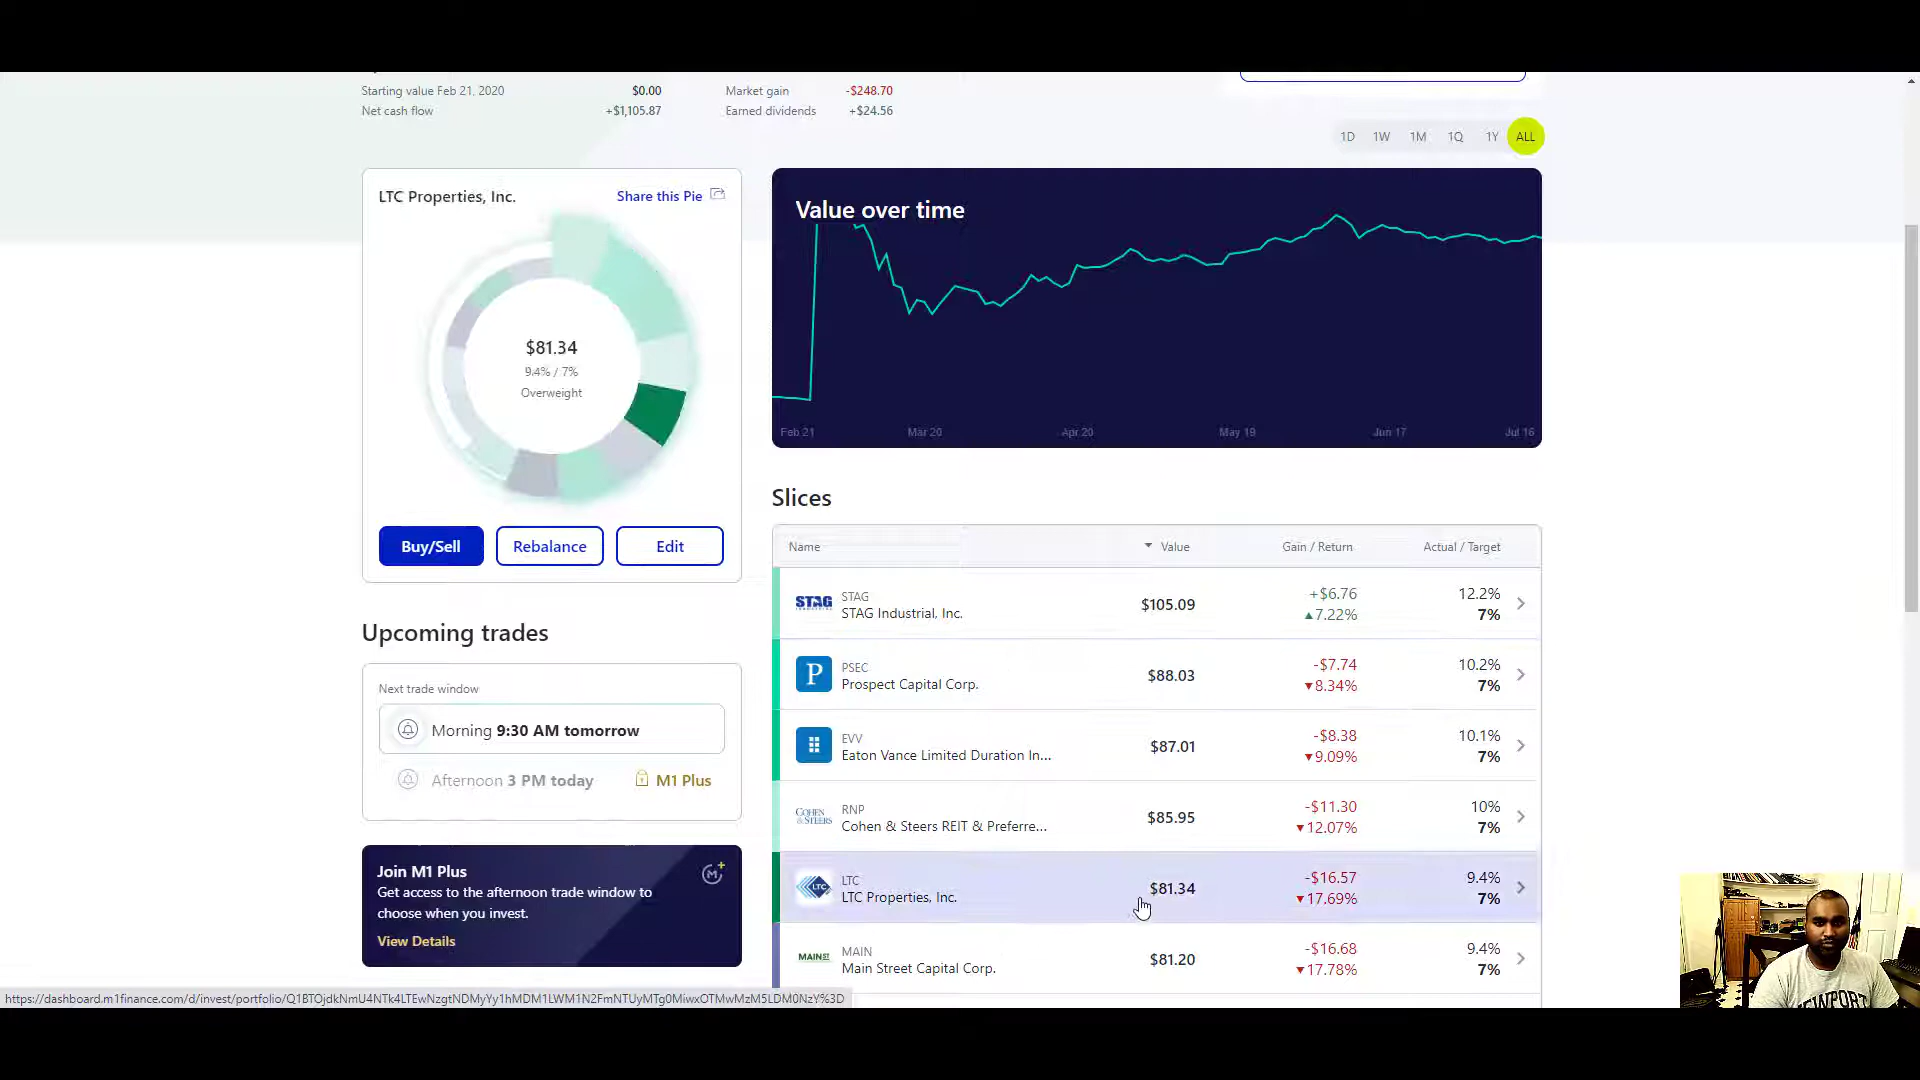 Starting value Feb 21, 2020 $0.00 Market gain -$248.70
Net cash flow +$1,105.87 Earned dividends +$24.56
1D 1W 1M 1Q 1Y ALL
LTC Properties, Inc. Share this Pie
$81.34
9.4% / 7%
Overweight
Buy/Sell Rebalance Edit
Value over time
Feb 21 Mar 20 Apr 20 May 19 Jun 17 Jul 16
Upcoming trades
Next trade window
Morning 9:30 AM tomorrow
Afternoon 3 PM today M1 Plus
Join M1 Plus
Get access to the afternoon trade window to
choose when you invest.
View Details
Slices
Name Value Gain / Return Actual / Target
STAG
STAG
STAG Industrial, Inc.
$105.09
+$6.76
7.22%
12.2%
7%
P
PSEC
Prospect Capital Corp.
$88.03
-$7.74
8.34%
10.2%
7%
EVV
Eaton Vance Limited Duration In...
$87.01
-$8.38
9.09%
10.1%
7%
COHEN
& STEERS
RNP
Cohen & Steers REIT & Preferre...
$85.95
-$11.30
12.07%
10%
7%
LTC
LTC
LTC Properties, Inc.
$81.34
-$16.57
17.69%
9.4%
7%
MAIN ST
MAIN
Main Street Capital Corp.
$81.20
-$16.68
17.78%
9.4%
7%